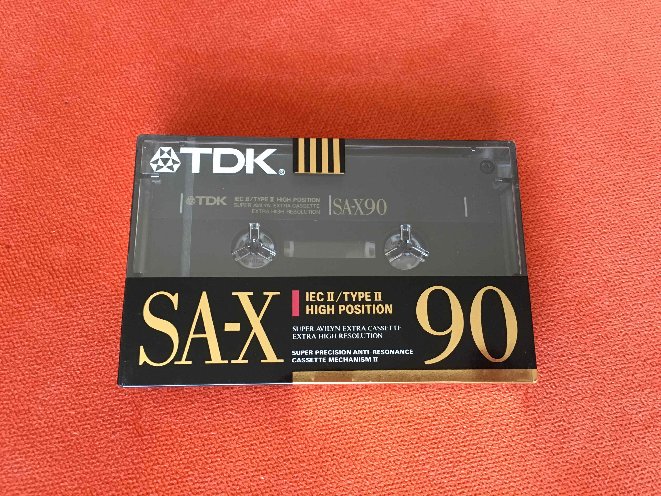 TDK®
TDK
IEC II/TYPE II HIGH POSITION
SUPER AVILYN EXTRA CASSETTE
EXTRA HIGH RESOLUTION
SA-X90
SA-X
IEC II/TYPE II
HIGH POSITION
SUPER AVILYN EXTRA CASSETTE
EXTRA HIGH RESOLUTION
SUPER PRECISION ANTI-RESONANCE
CASSETTE MECHANISM II
90